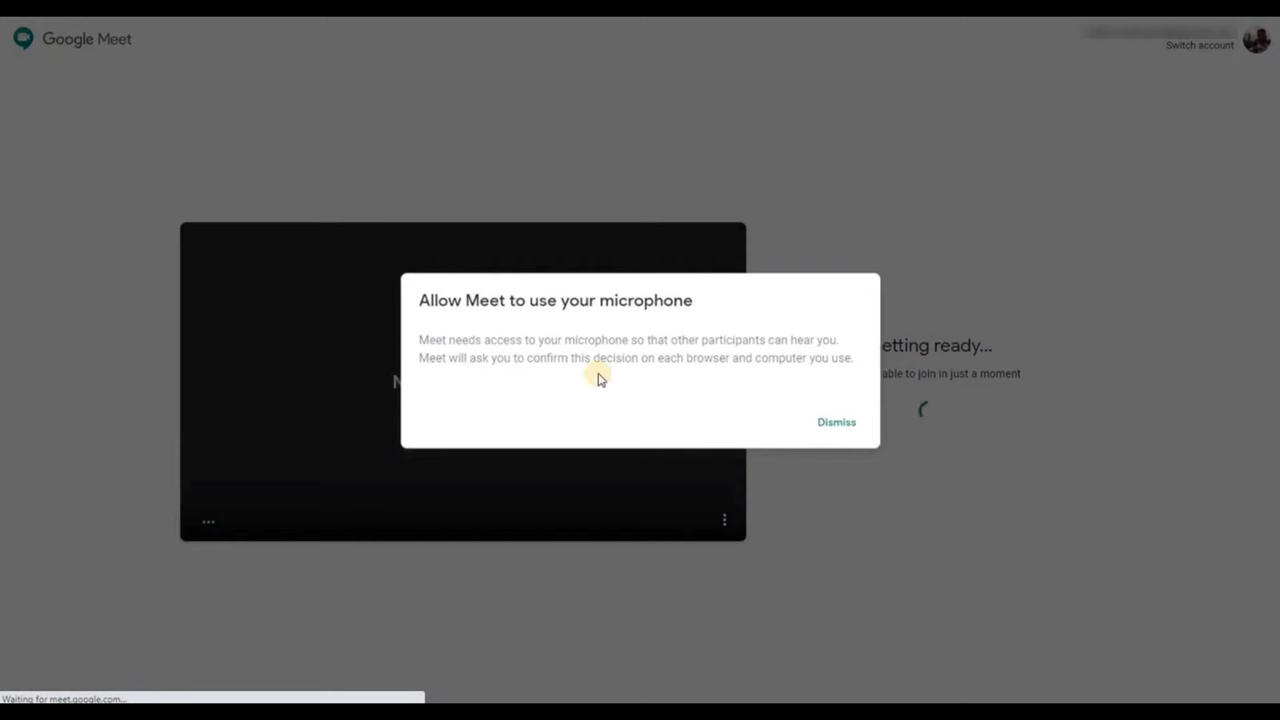 Google Meet
Switch account
Allow Meet to use your microphone
Meet needs access to your microphone so that other participants can hear you.
Meet will ask you to confirm this decision on each browser and computer you use.
Dismiss
etting ready...
able to join in just a moment
Waiting for meet.google.com...